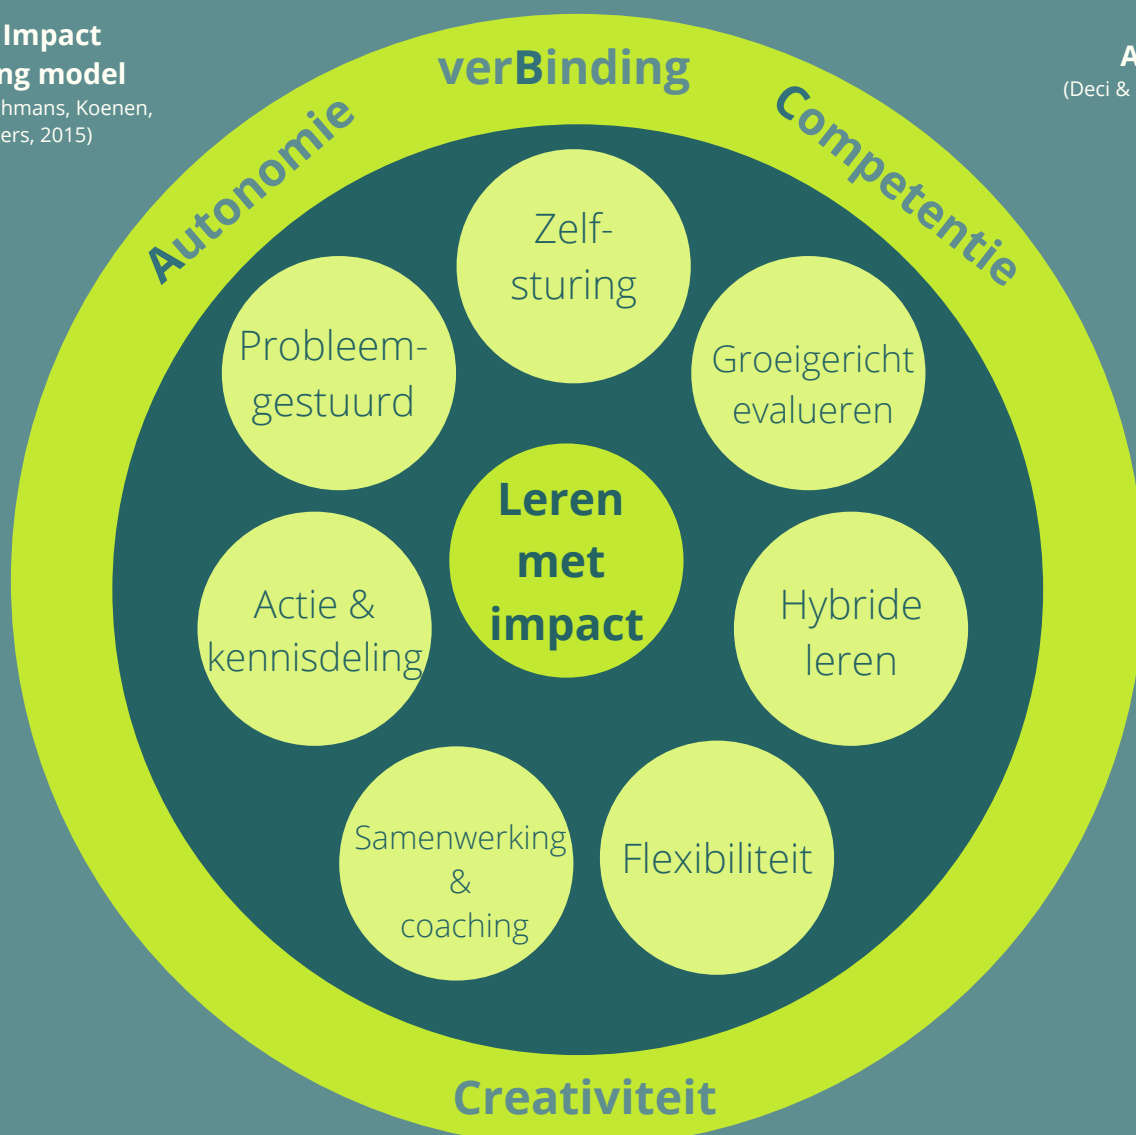 Impact
ng model
hmans, Koenen,
ers, 2015)
A
(Deci &
verBinding
Autonomie
Competentie
Zelf-
sturing
Probleem-
gestuurd
Groeigericht
evalueren
Leren
met
impact
Actie &
kennisdeling
Hybride
leren
Samenwerking
&
coaching
Flexibiliteit
Creativiteit